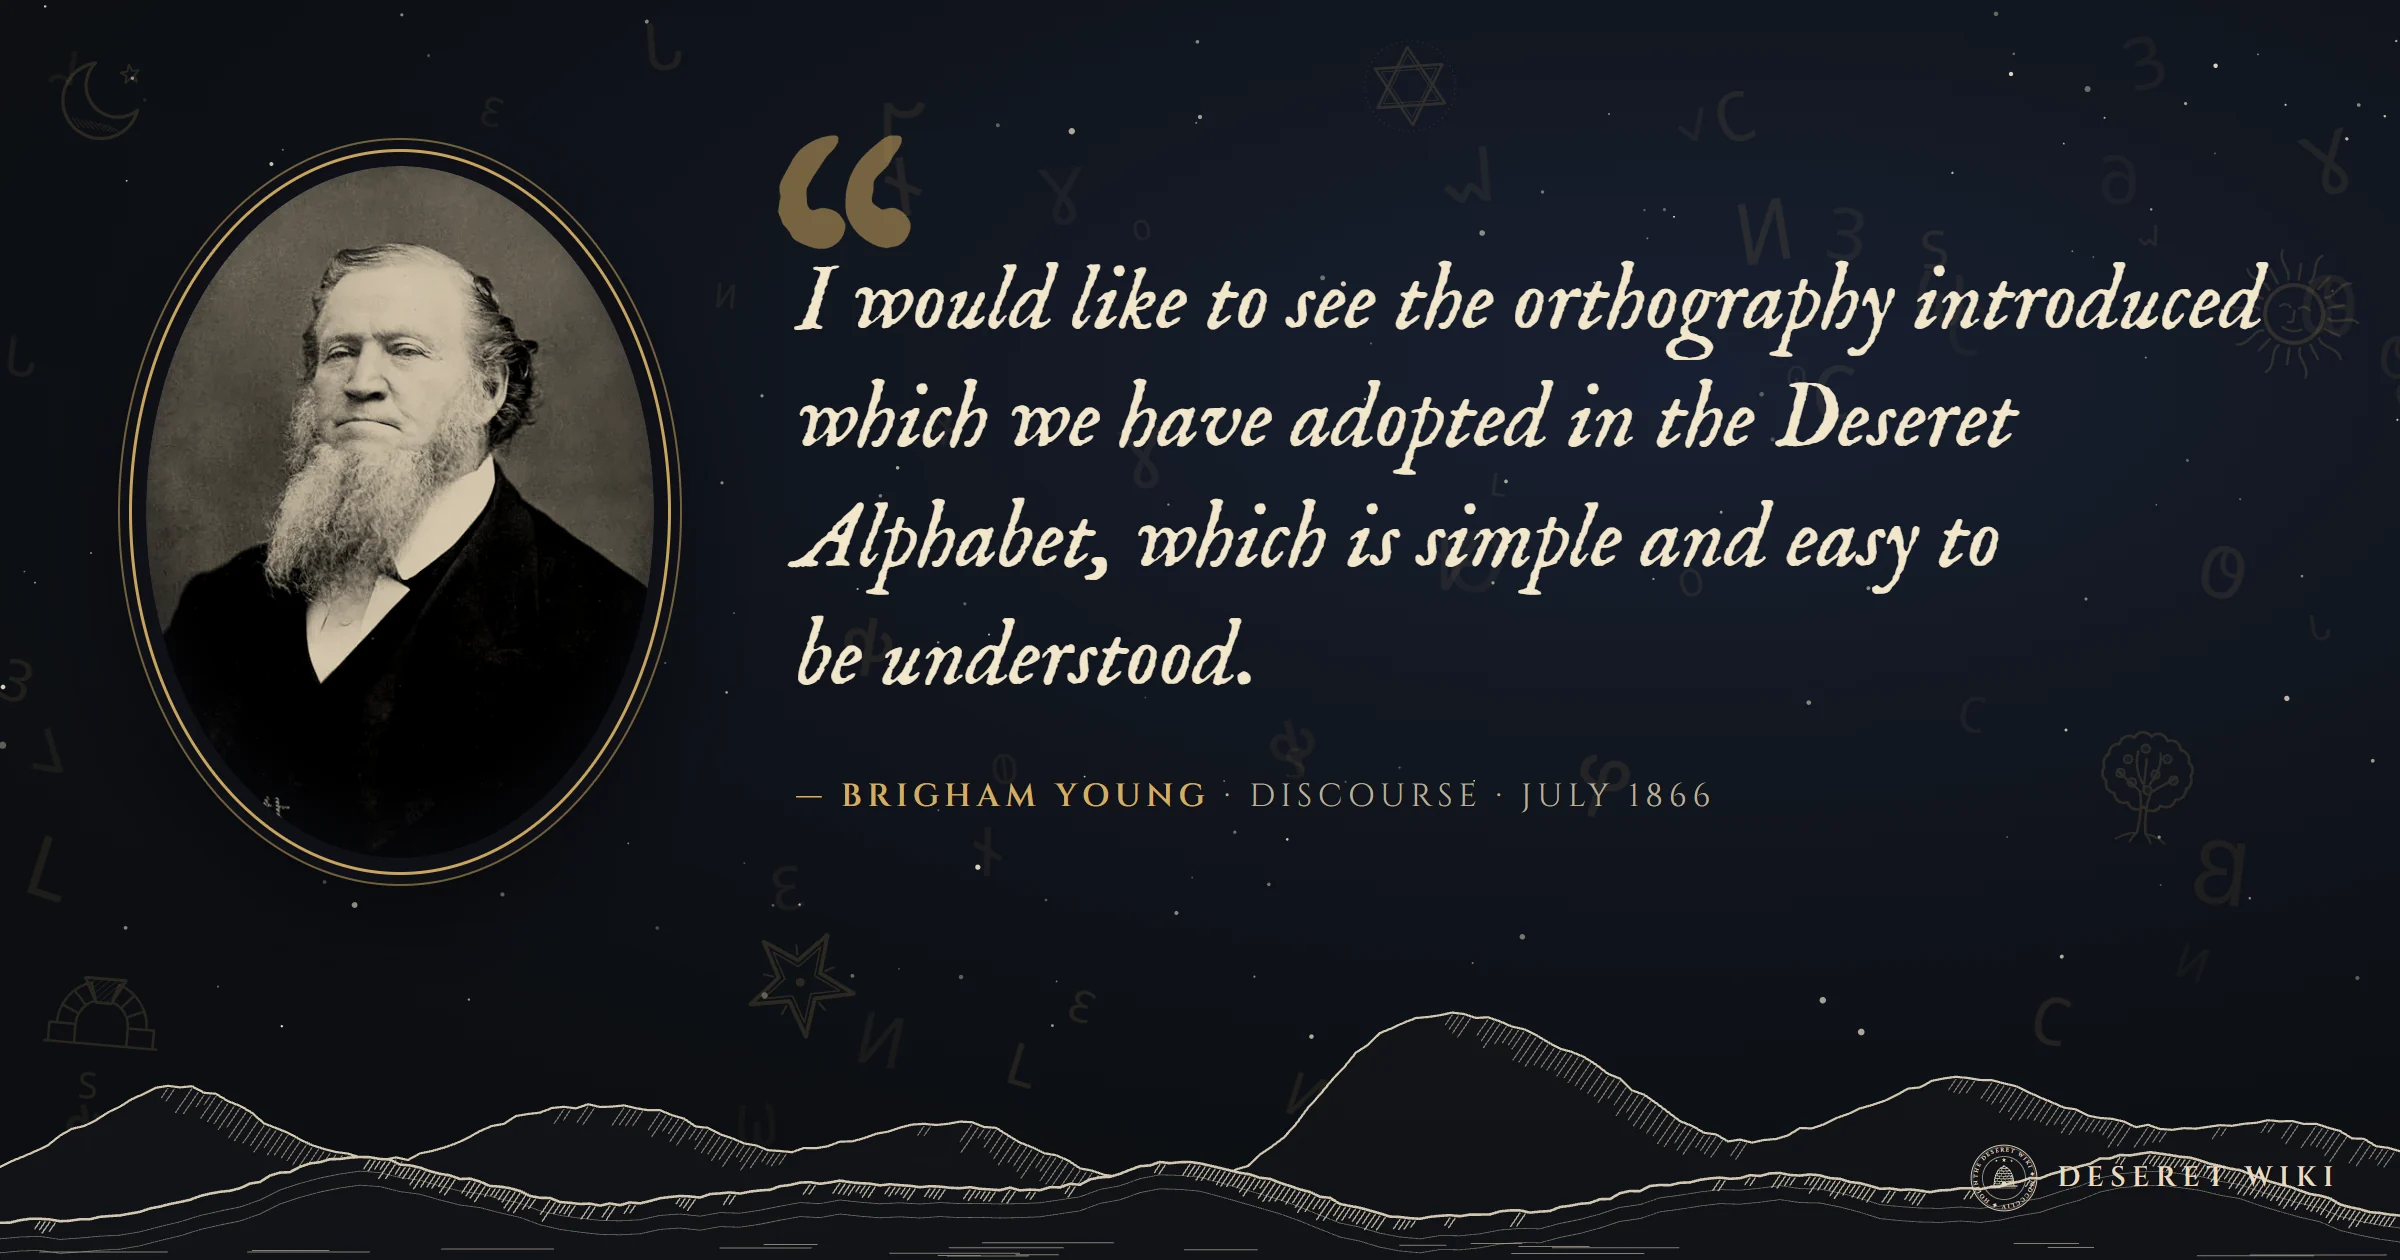 “
I would like to see the orthography introduced
which we have adopted in the Deseret
Alphabet, which is simple and easy to
be understood.
— BRIGHAM YOUNG · DISCOURSE · JULY 1866
DESERET WIKI